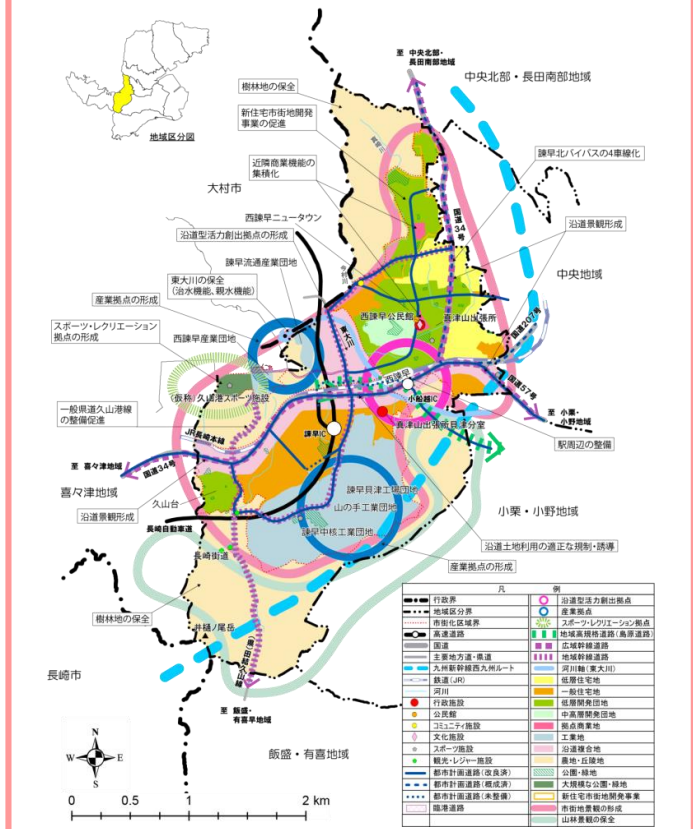 至 中央北部・
長田南部地域
中央北部・長田南部地域
樹林地の保全
新住宅市街地開発
事業の促進
地域区分図
近隣商業機能の
集積化
諫早北バイパスの4車線化
大村市
国道34号
西諫早ニュータウン
沿道景観形成
沿道型活力創出拠点の形成
諫早流通産業団地
今村川
中央地域
東大川の保全
(治水機能、親水機能)
産業拠点の形成
東大川
西諫早公民館
真津山出張所
スポーツ・レクリエーション
拠点の形成
西諫早産業団地
国道207号
西諫早
国道57号
(仮称)久山港スポーツ施設
小船越IC
一般県道久山港線
の整備促進
真津山出張所貝津分室
至 小栗・
小野地域
JR長崎本線
諫早IC
駅周辺の整備
至 喜々津地域
国道34号
喜々津地域
諫早貝津工場団地
久山台
山の手工業団地
小栗・小野地域
沿道景観形成
長崎自動車道
諫早中核工業団地
沿道土地利用の適正な規制・誘導
長崎街道
産業拠点の形成
樹林地の保全
井樋ノ尾岳
(県)田結久山線
長崎市
至 飯盛・
有喜地域
飯盛・有喜地域
N
W E
S
0 0.5 1 2 km
凡 例
行政界
地域区分界
市街化区域界
高速道路
国道
主要地方道・県道
九州新幹線西九州ルート
鉄道(JR)
河川
行政施設
公民館
コミュニティ施設
文化施設
スポーツ施設
観光・レジャー施設
都市計画道路(改良済)
都市計画道路(概成済)
都市計画道路(未整備)
臨港道路
沿道型活力創出拠点
産業拠点
スポーツ・レクリエーション拠点
地域高規格道路(島原道路)
広域幹線道路
地域幹線道路
河川軸(東大川)
低層住宅地
一般住宅地
低層開発団地
中高層開発団地
拠点商業地
工業地
沿道複合地
農地・丘陵地
公園・緑地
大規模な公園・緑地
新住宅市街地開発事業
市街地景観の形成
山林景観の保全